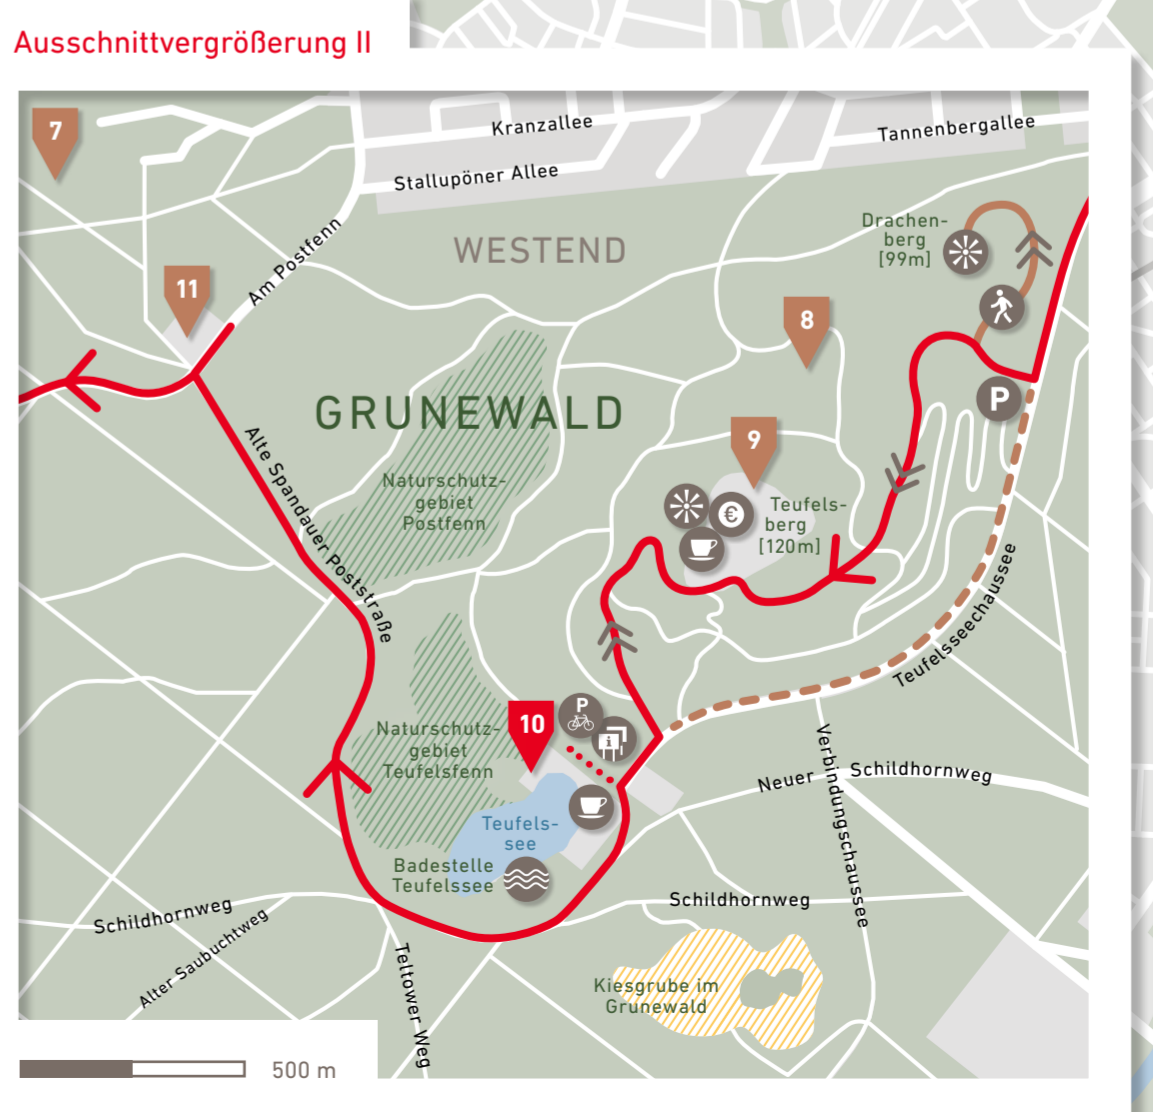 Ausschnittvergrößerung II
7
Kranzallee
Tannenbergallee
Stallupöner Allee
Am Postfenn
WESTEND
Drachen-
berg
[99m]
11
8
P
GRUNEWALD
9
Alte Spandauer Poststraße
Naturschutz-
gebiet
Postfenn
€
Teufels-
berg
[120m]
Teufelsseechaussee
10
P
i
Naturschutz-
gebiet
Teufelsfenn
Verbindungschaussee
Neuer Schildhornweg
Teufels-
see
Badestelle
Teufelssee
Schildhornweg
Schildhornweg
Alter Saubuchtweg
Teltower Weg
Kiesgrube im
Grunewald
500 m